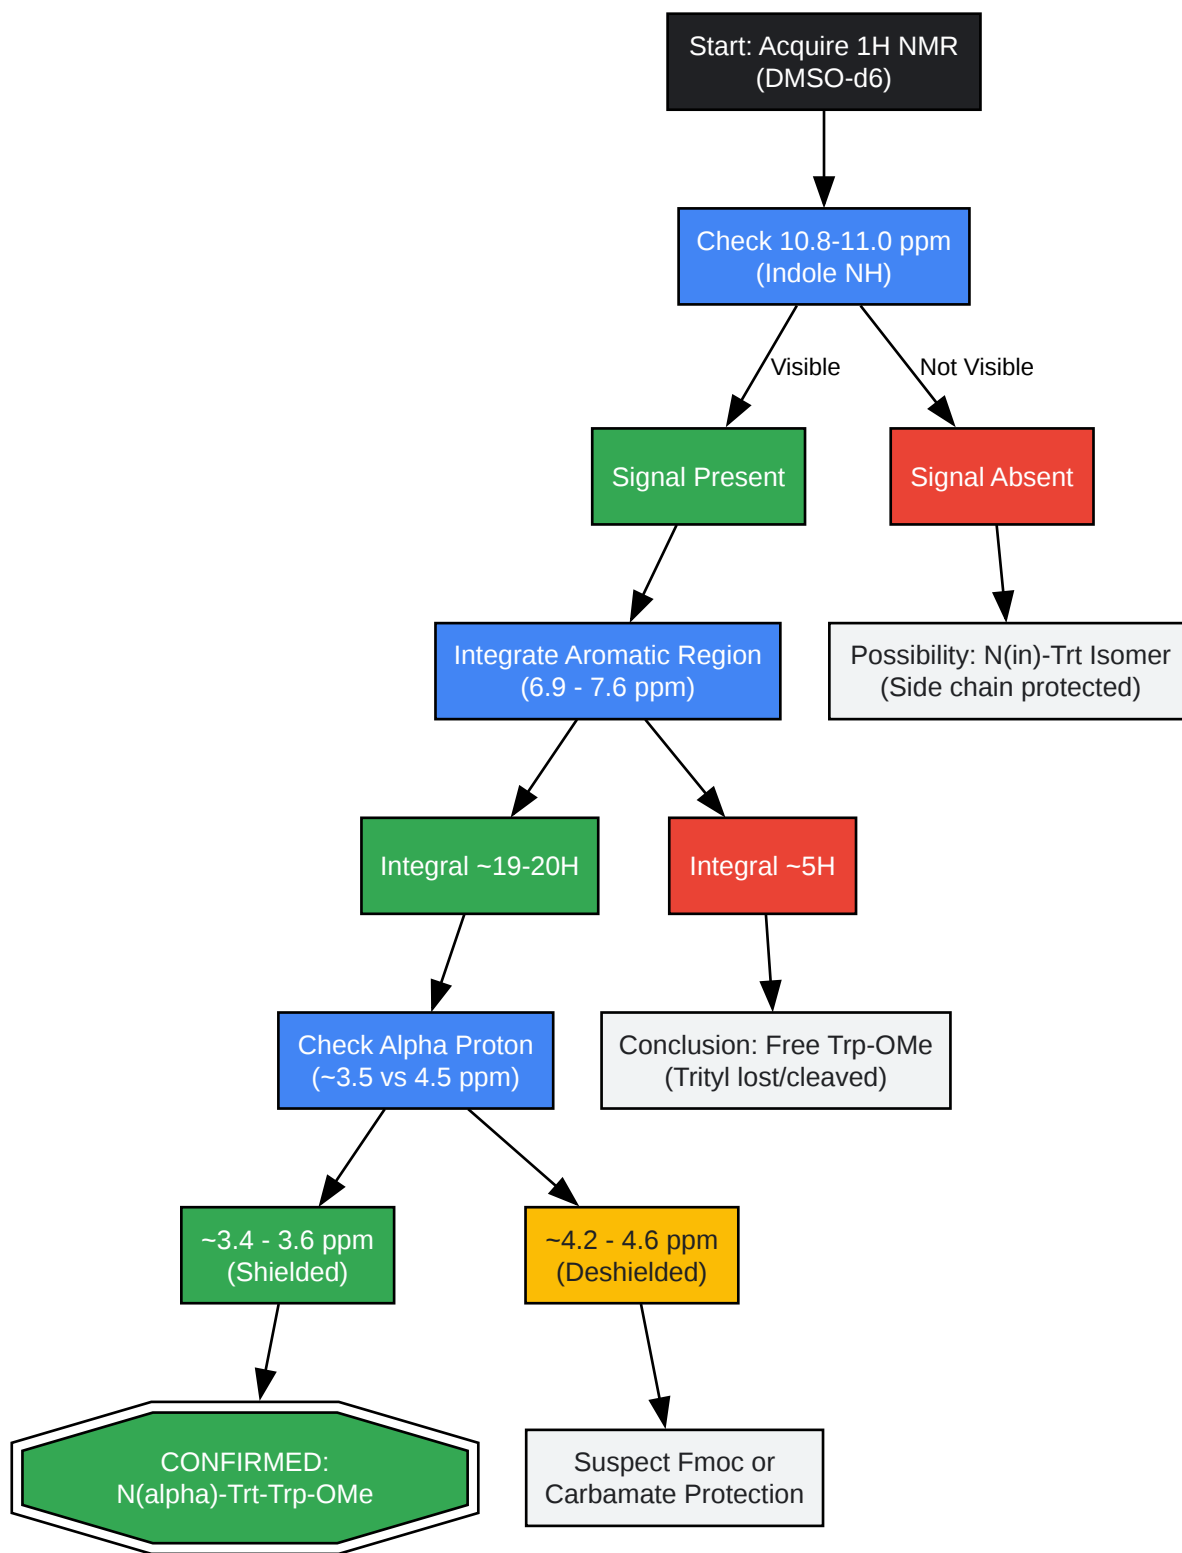 Start: Acquire 1H NMR
(DMSO-d6)
Check 10.8-11.0 ppm
(Indole NH)
Visible
Not Visible
Signal Present
Signal Absent
Integrate Aromatic Region
(6.9 - 7.6 ppm)
Possibility: N(in)-Trt Isomer
(Side chain protected)
Integral ~19-20H
Integral ~5H
Check Alpha Proton
(~3.5 vs 4.5 ppm)
Conclusion: Free Trp-OMe
(Trityl lost/cleaved)
~3.4 - 3.6 ppm
(Shielded)
~4.2 - 4.6 ppm
(Deshielded)
CONFIRMED:
N(alpha)-Trt-Trp-OMe
Suspect Fmoc or
Carbamate Protection